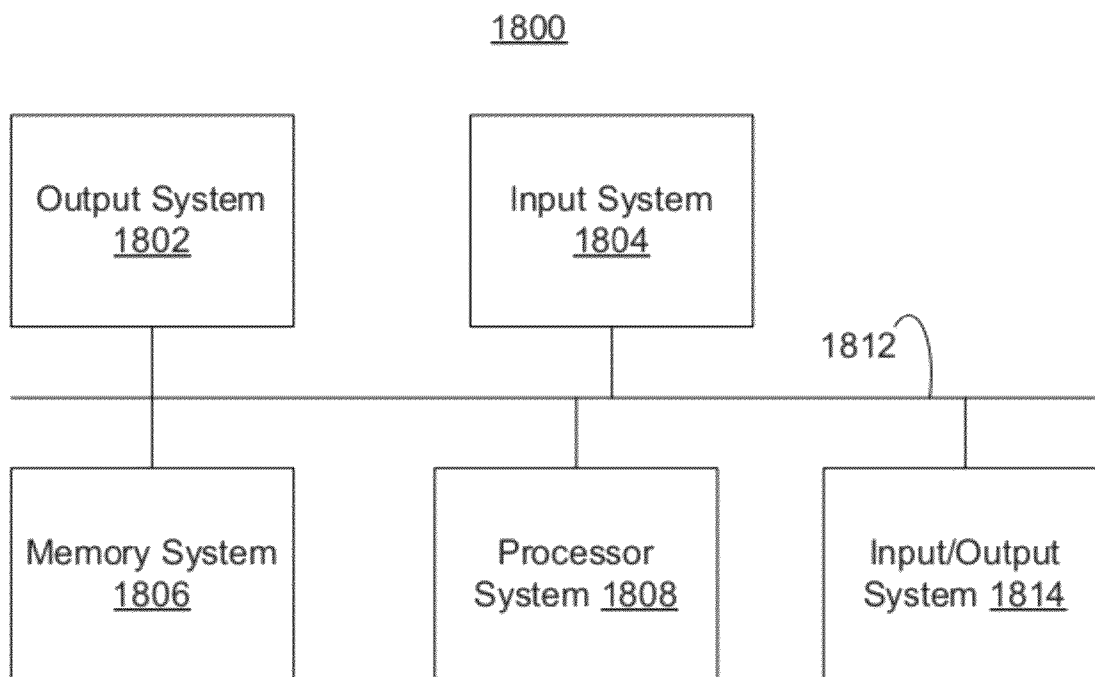 1800
Output System
1802
Input System
1804
1812
Memory System
1806
Processor
System 1808
Input/Output
System 1814